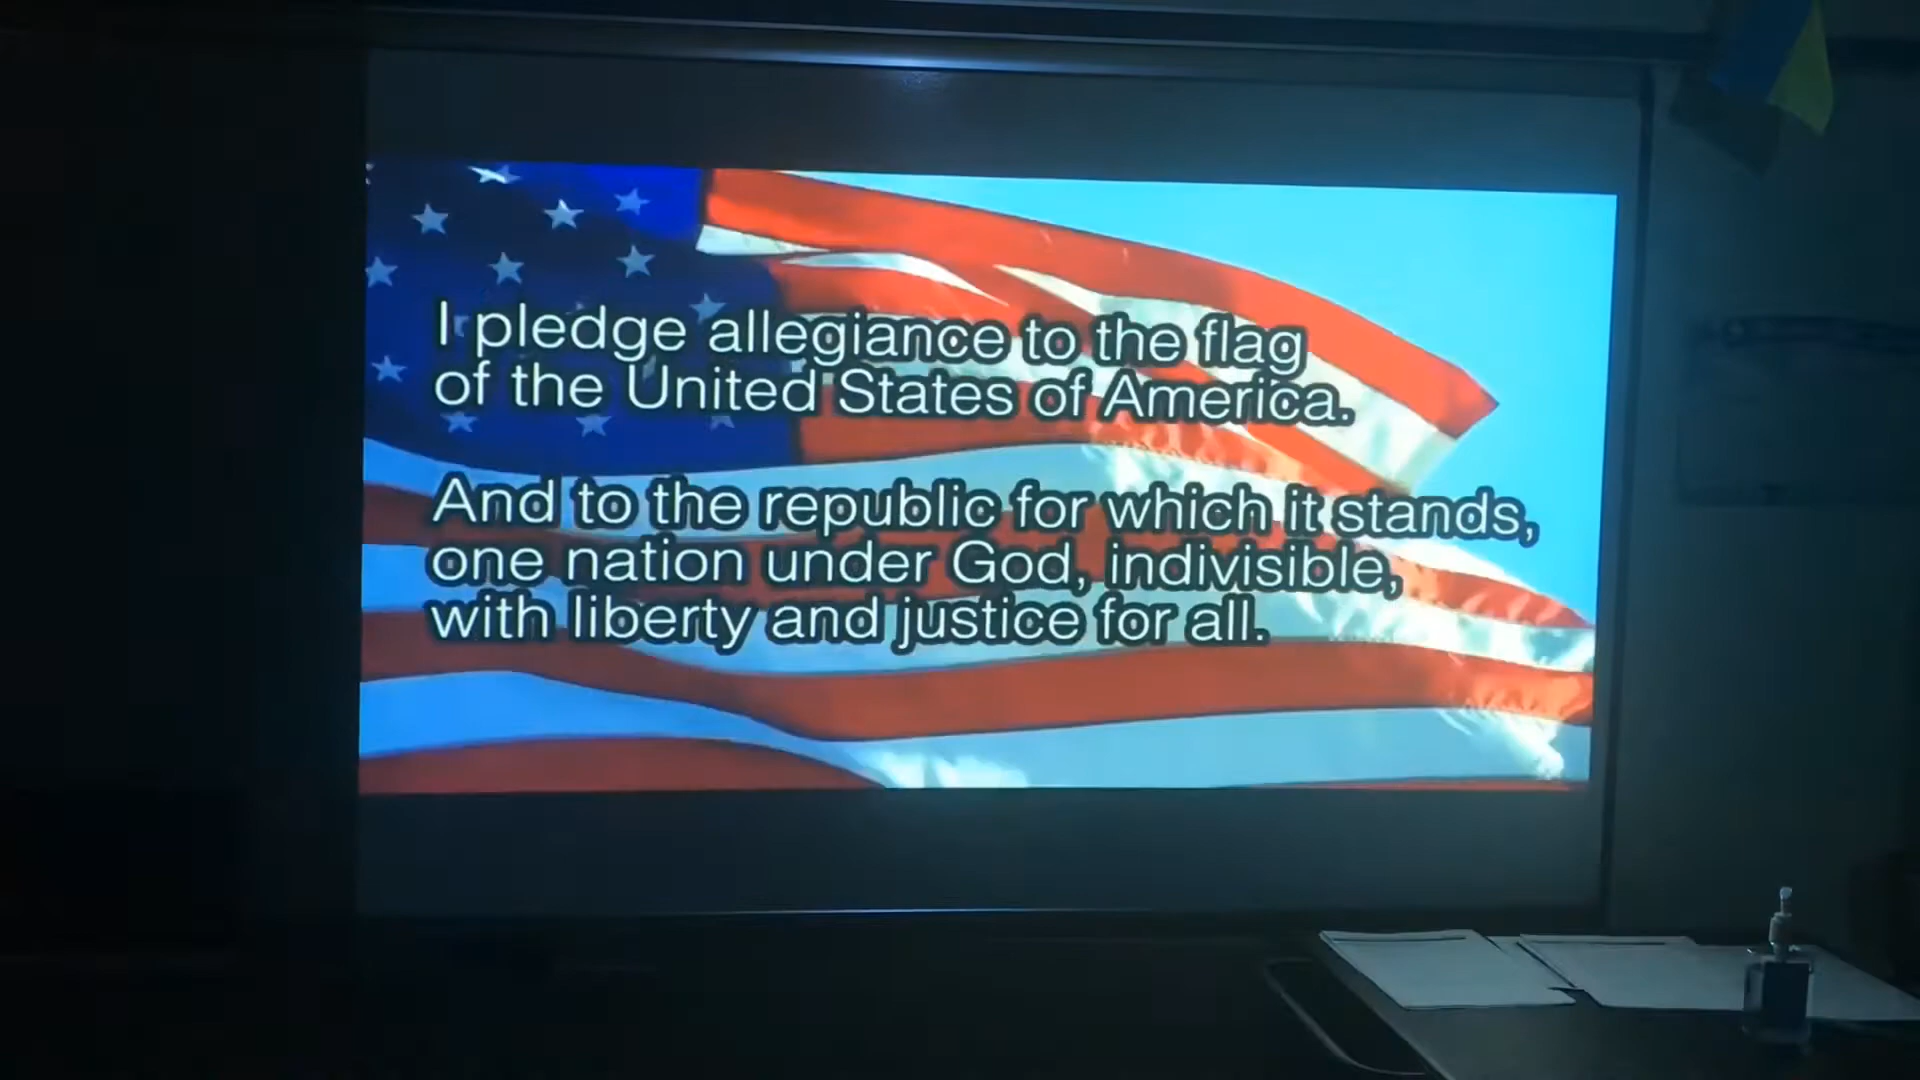 I pledge allegiance to the flag
of the United States of America.
And to the republic for which it stands,
one nation under God, indivisible,
with liberty and justice for all.